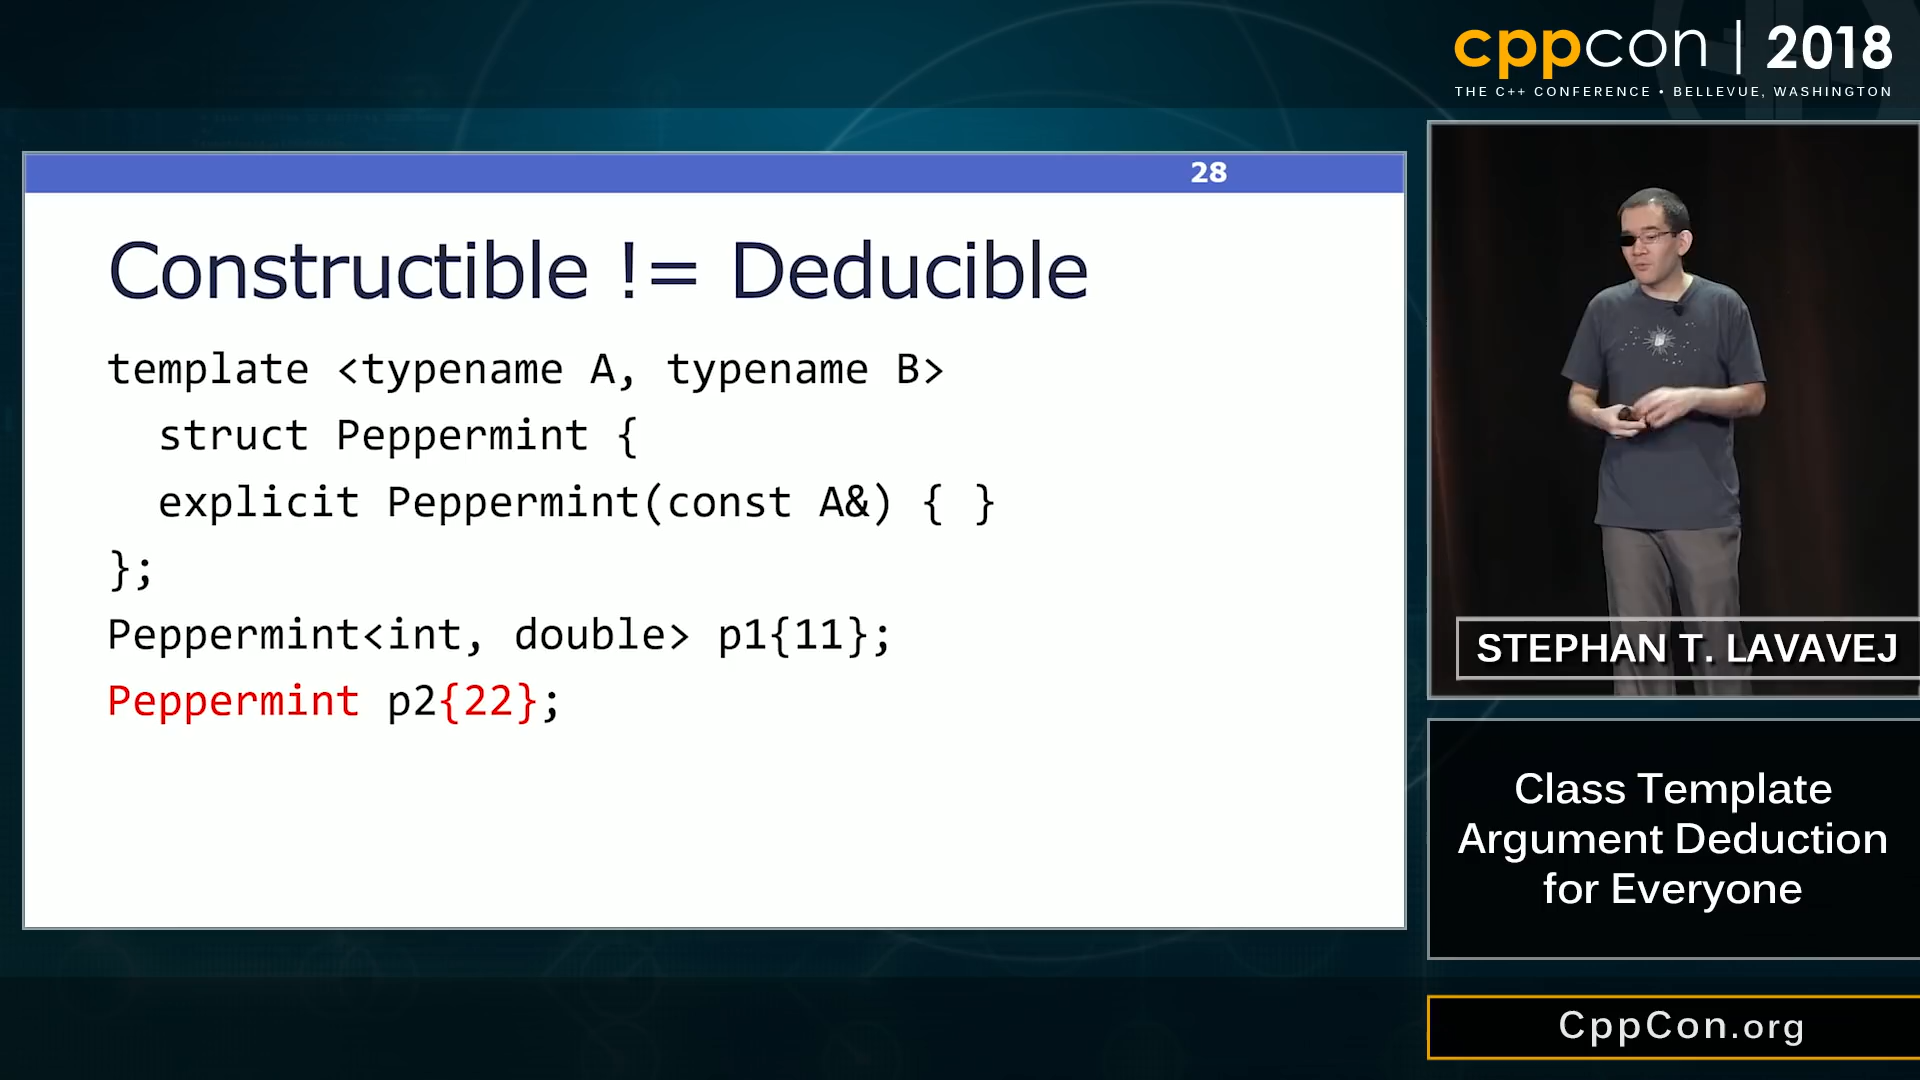 cppcon | 2018
THE C++ CONFERENCE • BELLEVUE, WASHINGTON
28
Constructible != Deducible
template <typename A, typename B>
  struct Peppermint {
  explicit Peppermint(const A&) { }
};
Peppermint<int, double> p1{11};
Peppermint p2{22};
STEPHAN T. LAVAVEJ
Class Template
Argument Deduction
for Everyone
CppCon.org